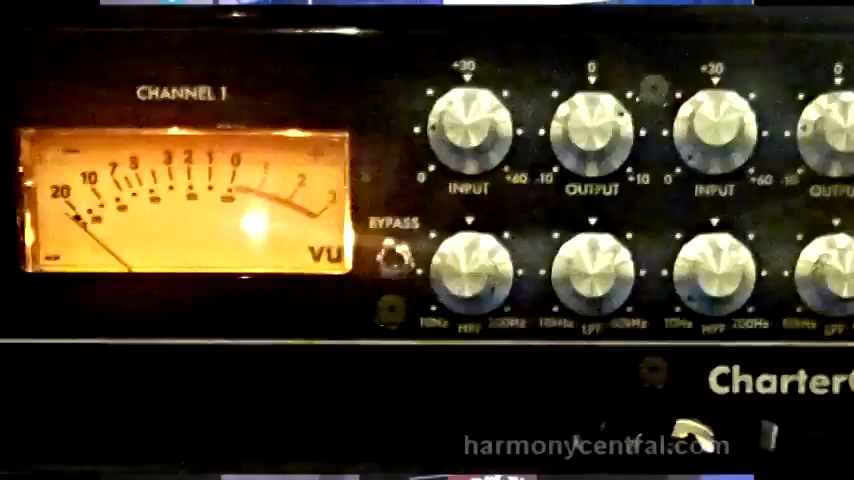 CHANNEL 1
20 10 7 5 3 2 1 0 1 2 3
VU
BYPASS
+30 0 +30 0
0 INPUT +60 -10 OUTPUT +10 0 INPUT +60 -10 OUTPU
10Hz HPF 200Hz LPF 10Hz HPF 200Hz LPF
Charter
harmonycentral.com